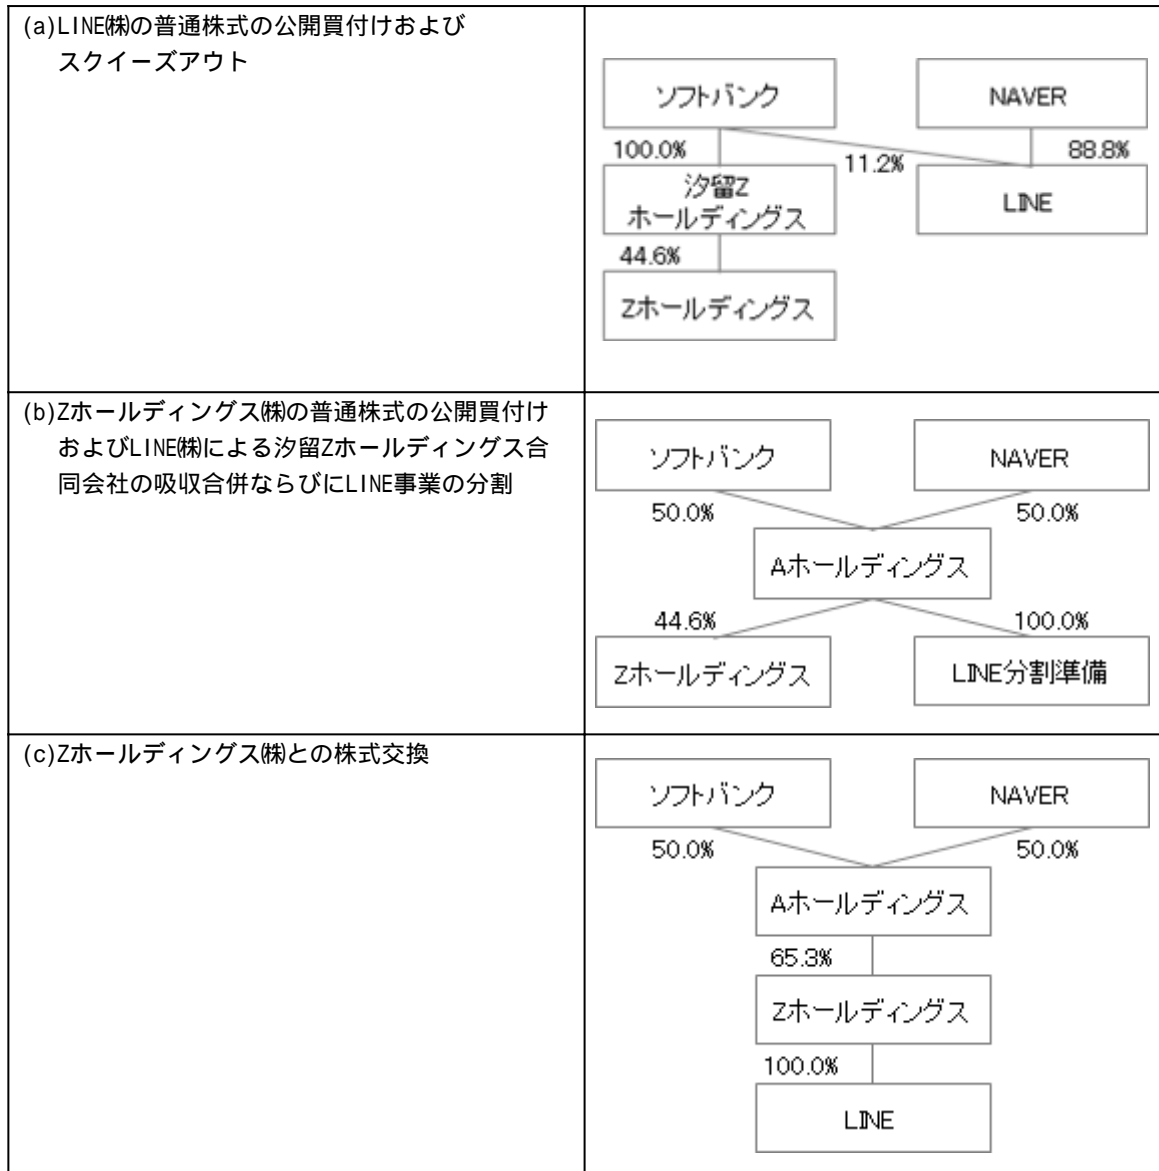 (a)LINE㈱の普通株式の公開買付けおよび
スクイーズアウト
ソフトバンク
NAVER
100.0%
11.2%
88.8%
汐留Z
ホールディングス
LINE
44.6%
Zホールディングス
(b)Zホールディングス㈱の普通株式の公開買付け
およびLINE㈱による汐留Zホールディングス合
同会社の吸収合併ならびにLINE事業の分割
ソフトバンク
NAVER
50.0%
50.0%
Aホールディングス
44.6%
100.0%
Zホールディングス
LINE分割準備
(c)Zホールディングス㈱との株式交換
ソフトバンク
NAVER
50.0%
50.0%
Aホールディングス
65.3%
Zホールディングス
100.0%
LINE